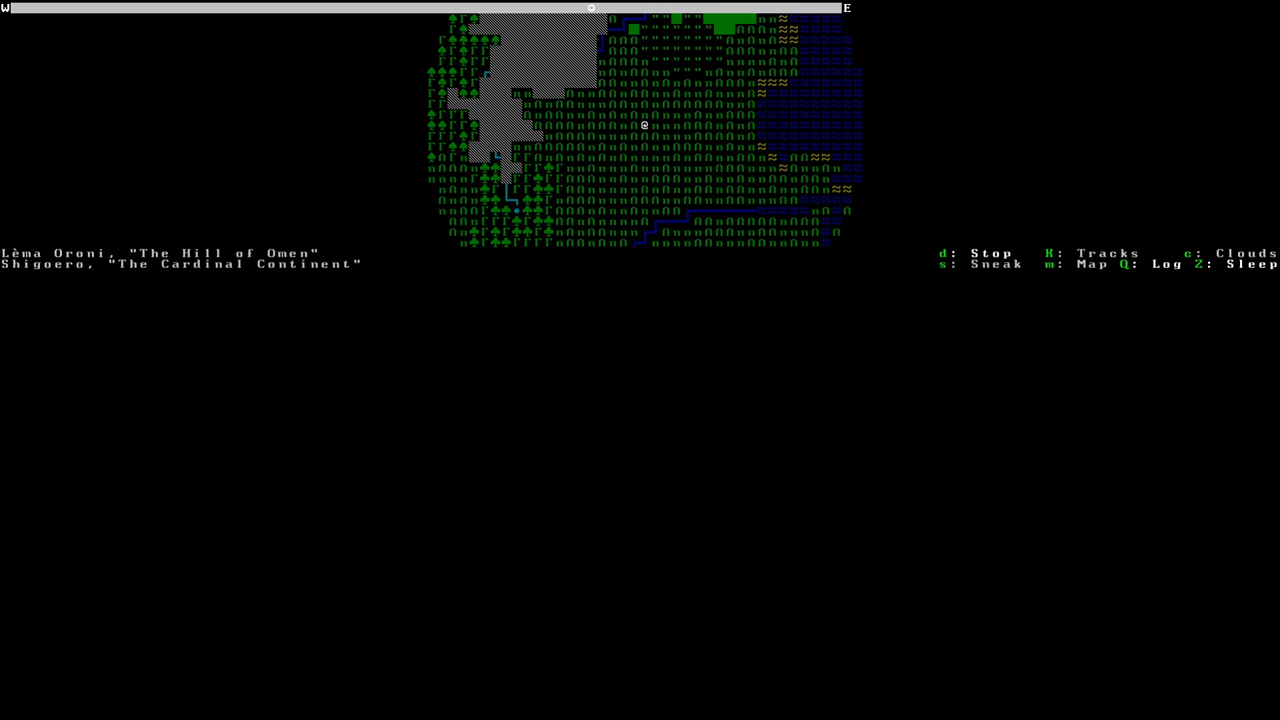 W E
Lèma Oroni, "The Hill of Omen"
Shigoero, "The Cardinal Continent"
d: Stop K: Tracks c: Clouds
s: Sneak m: Map Q: Log Z: Sleep